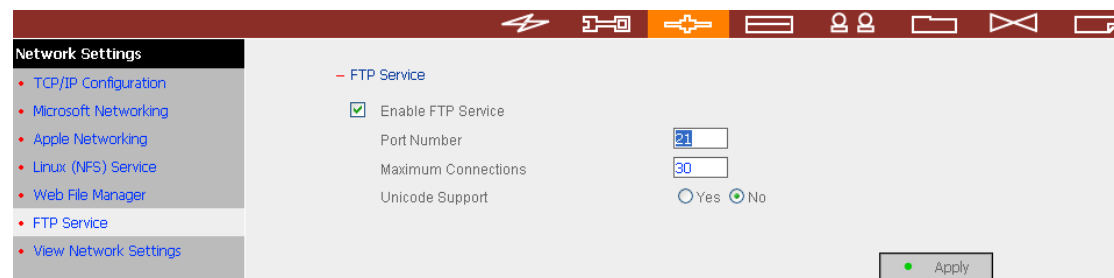 Network Settings
TCP/IP Configuration
Microsoft Networking
Apple Networking
Linux (NFS) Service
Web File Manager
FTP Service
View Network Settings
– FTP Service
Enable FTP Service
Port Number 21
Maximum Connections 30
Unicode Support Yes No
Apply